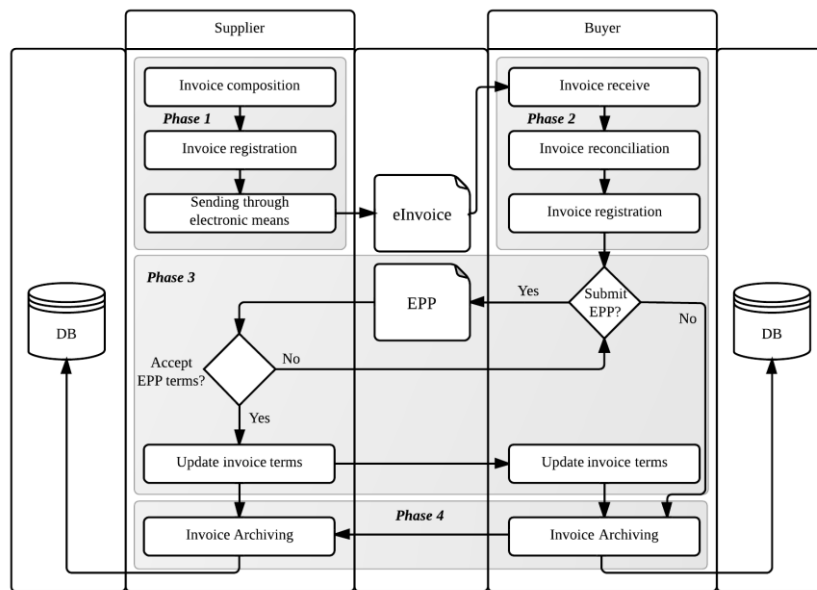 Supplier
Buyer
Invoice composition
Phase 1
Invoice registration
Sending through
electronic means
eInvoice
Invoice receive
Phase 2
Invoice reconciliation
Invoice registration
Phase 3
EPP
Yes
Submit
EPP?
No
DB
Accept
EPP terms?
No
Yes
DB
Update invoice terms
Update invoice terms
Phase 4
Invoice Archiving
Invoice Archiving